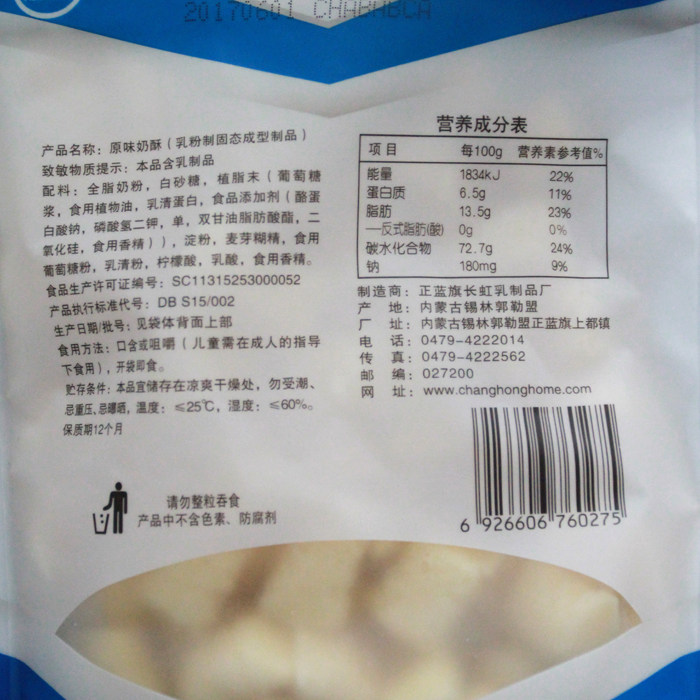 20170601 CHABABCA
产品名称：原味奶酥（乳粉制固态成型制品）
致敏物质提示：本品含乳制品
配料：全脂奶粉，白砂糖，植脂末（葡萄糖
浆，食用植物油，乳清蛋白，食品添加剂（酪蛋
白酸钠，磷酸氢二钾，单，双甘油脂肪酸酯，二
氧化硅，食用香精）），淀粉，麦芽糊精，食用
葡萄糖粉，乳清粉，柠檬酸，乳酸，食用香精。
食品生产许可证编号：SC11315253000052
产品执行标准代号：DB S15/002
生产日期/批号：见袋体背面上部
食用方法：口含或咀嚼（儿童需在成人的指导
下食用），开袋即食。
贮存条件：本品宜储存在凉爽干燥处，勿受潮、
忌重压、忌曝晒，温度：≤25℃，湿度：≤60%。
保质期12个月
请勿整粒吞食
产品中不含色素、防腐剂
营养成分表
项目 每100g 营养素参考值%
能量 1834kJ 22%
蛋白质 6.5g 11%
脂肪 13.5g 23%
—反式脂肪(酸) 0g 0%
碳水化合物 72.7g 24%
钠 180mg 9%
制造商：正蓝旗长虹乳制品厂
产 地：内蒙古锡林郭勒盟
厂 址：内蒙古锡林郭勒盟正蓝旗上都镇
电 话：0479-4222014
传 真：0479-4222562
邮 编：027200
网 址：www.changhonghome.com
6 926606 760275